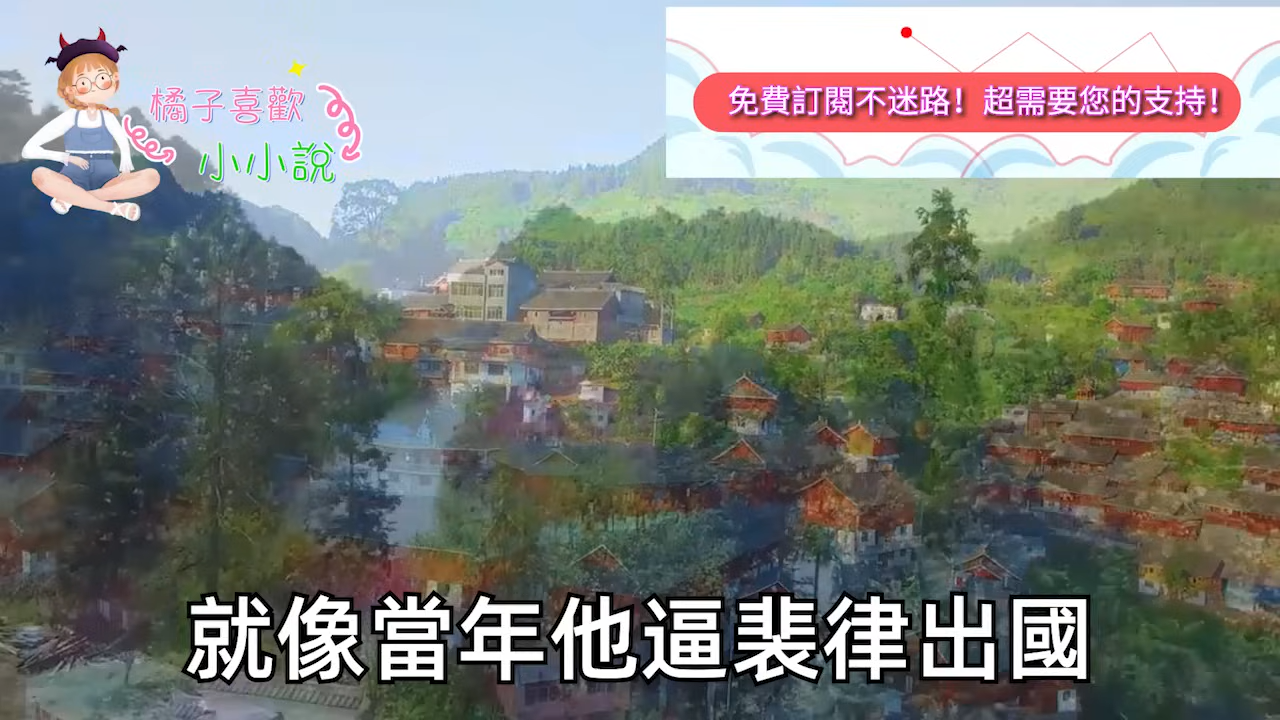 橘子喜歡
小小說
免費訂閱不迷路！超需要您的支持！
就像當年他逼裴律出國